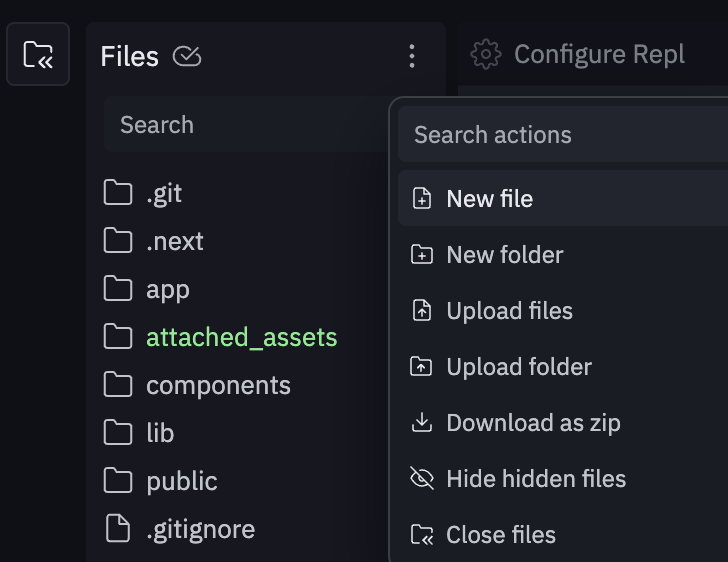 Files
Configure Repl
Search
Search actions
.git
.next
app
attached_assets
components
lib
public
.gitignore
New file
New folder
Upload files
Upload folder
Download as zip
Hide hidden files
Close files